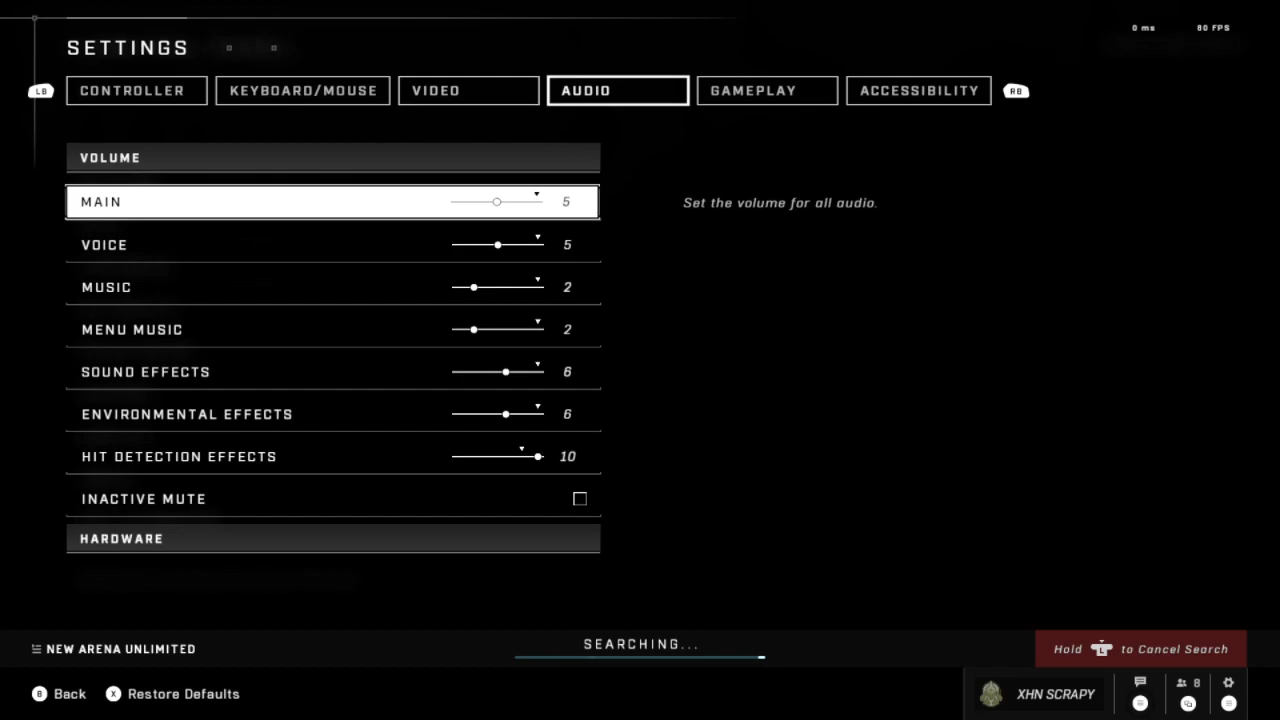 0 ms 80 FPS
SETTINGS
LB CONTROLLER KEYBOARD/MOUSE VIDEO AUDIO GAMEPLAY ACCESSIBILITY RB
VOLUME
MAIN 5
Set the volume for all audio.
VOICE 5
MUSIC 2
MENU MUSIC 2
SOUND EFFECTS 6
ENVIRONMENTAL EFFECTS 6
HIT DETECTION EFFECTS 10
INACTIVE MUTE
HARDWARE
NEW ARENA UNLIMITED SEARCHING... Hold L to Cancel Search
B Back X Restore Defaults XHN SCRAPY 8